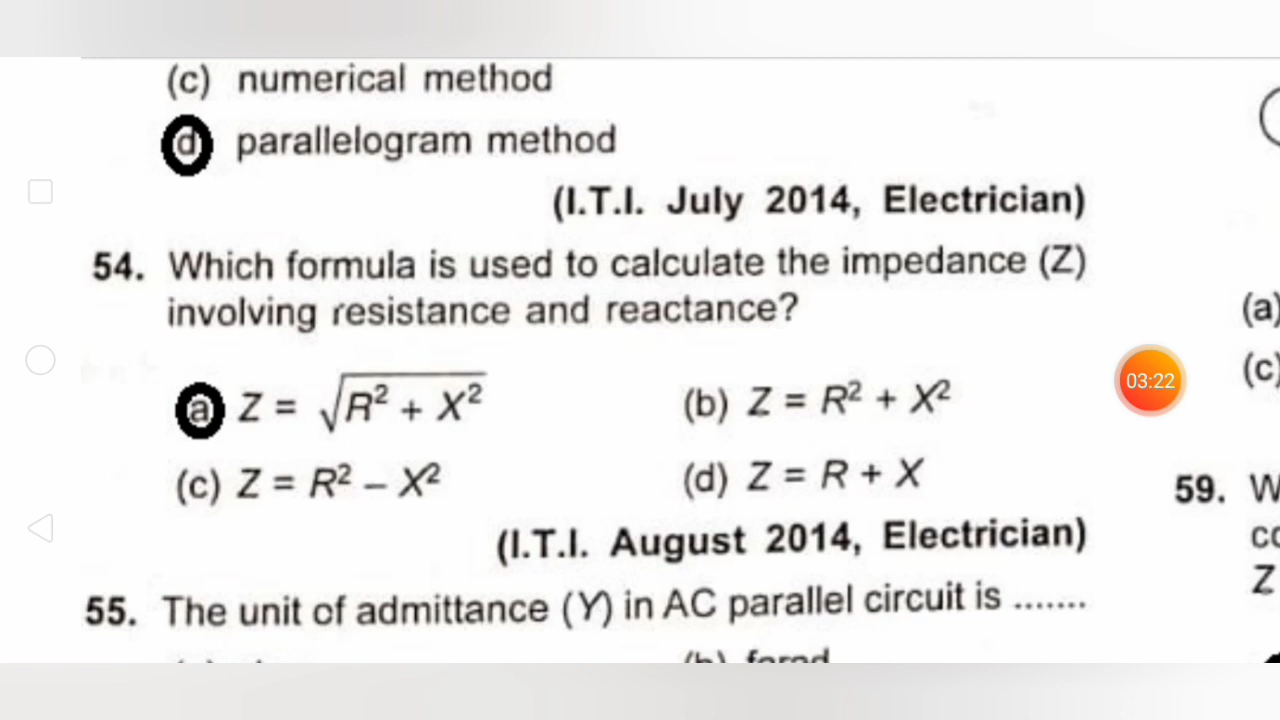 (c) numerical method
(d) parallelogram method
(I.T.I. July 2014, Electrician)
54. Which formula is used to calculate the impedance (Z)
involving resistance and reactance?
(a) Z = √R² + X² (b) Z = R² + X²
(c) Z = R² – X² (d) Z = R + X
(I.T.I. August 2014, Electrician)
55. The unit of admittance (Y) in AC parallel circuit is .......
(a)
(c)
59. W
Z
03:22